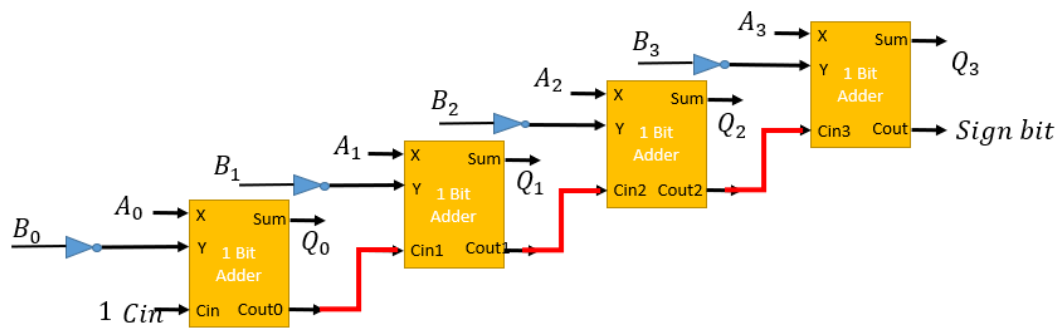 B₀
A₀
1 Cin
X
Y
Cin
Sum
1 Bit
Adder
Cout0
Q₀
B₁
A₁
X
Y
Cin1
Sum
1 Bit
Adder
Cout1
Q₁
B₂
A₂
X
Y
Cin2
Sum
1 Bit
Adder
Cout2
Q₂
B₃
A₃
X
Y
Cin3
Sum
1 Bit
Adder
Cout
Q₃
Sign bit